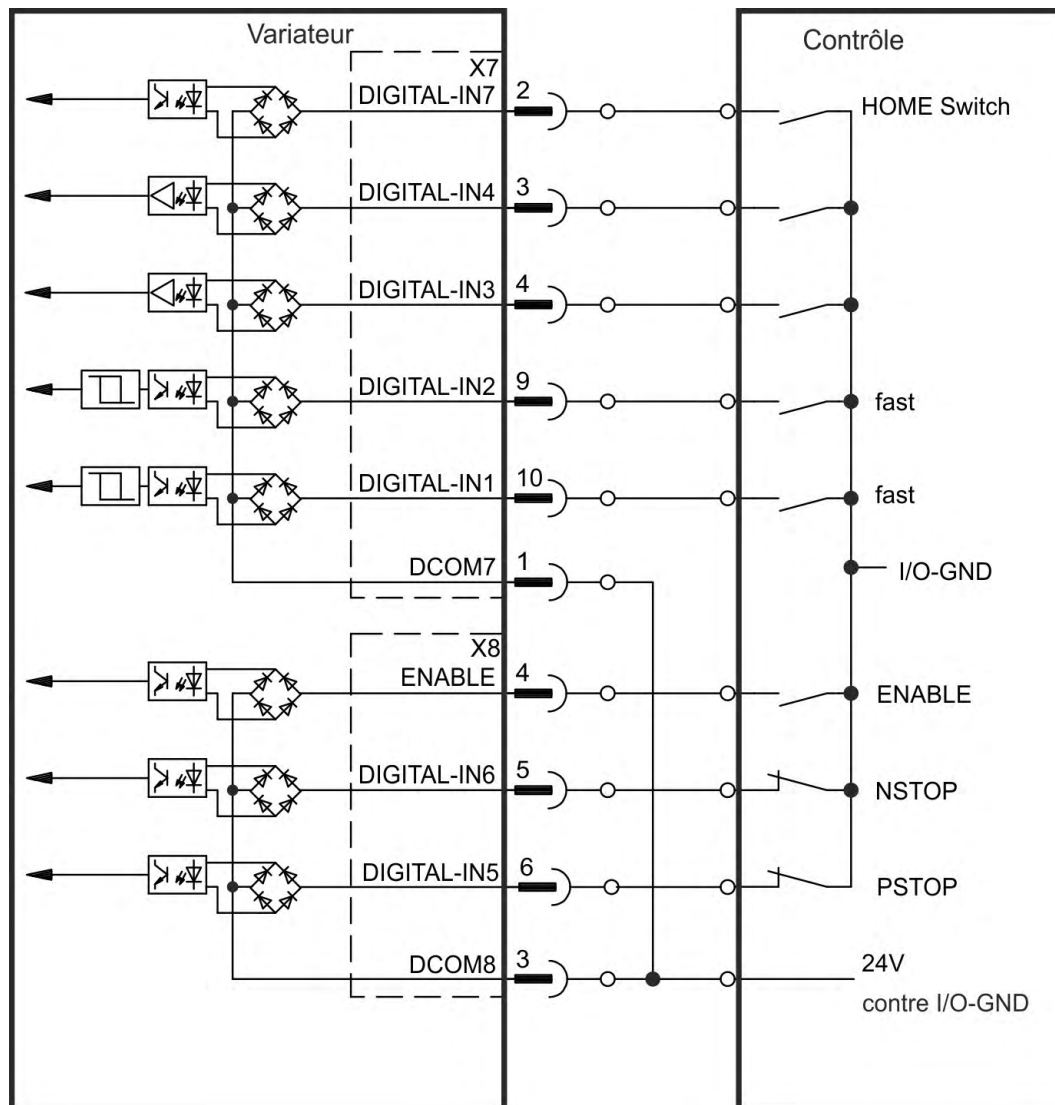 Variateur
Contrôle
X7
DIGITAL-IN7
2
HOME Switch
DIGITAL-IN4
3
DIGITAL-IN3
4
DIGITAL-IN2
9
fast
DIGITAL-IN1
10
fast
DCOM7
1
I/O-GND
X8
ENABLE
4
ENABLE
DIGITAL-IN6
5
NSTOP
DIGITAL-IN5
6
PSTOP
DCOM8
3
24V
contre I/O-GND